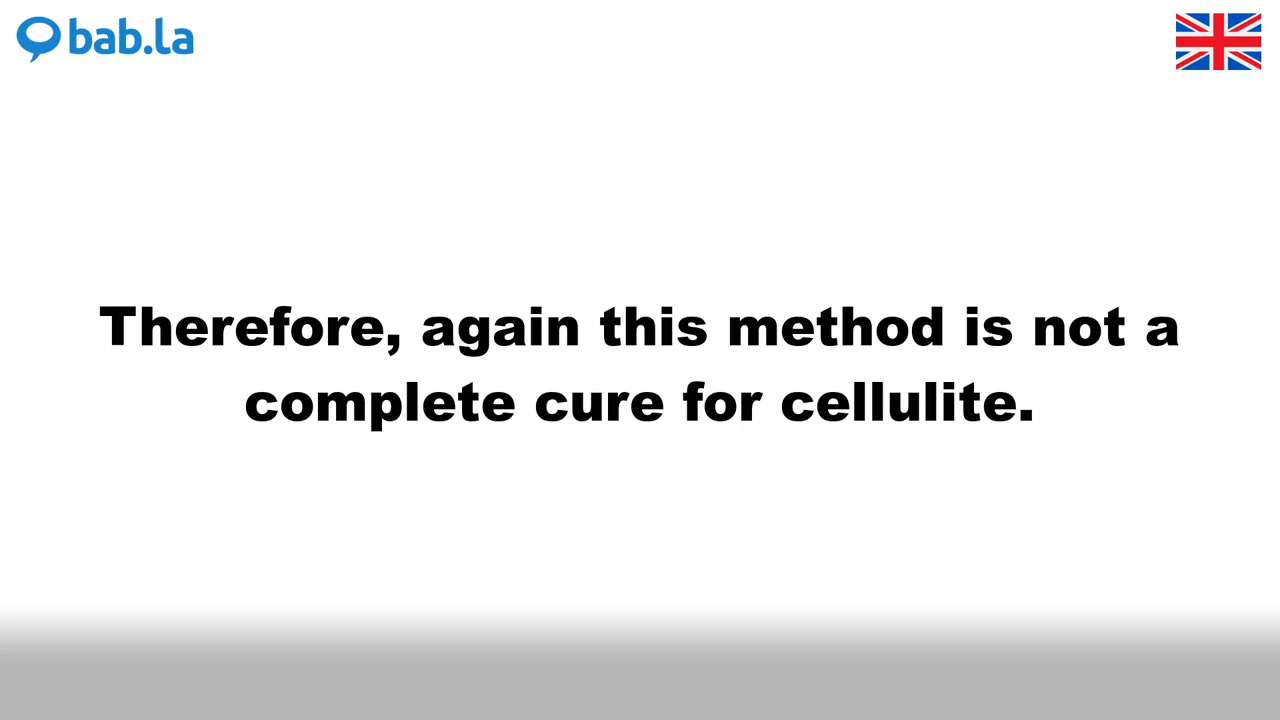 bab.la
Therefore, again this method is not a
complete cure for cellulite.